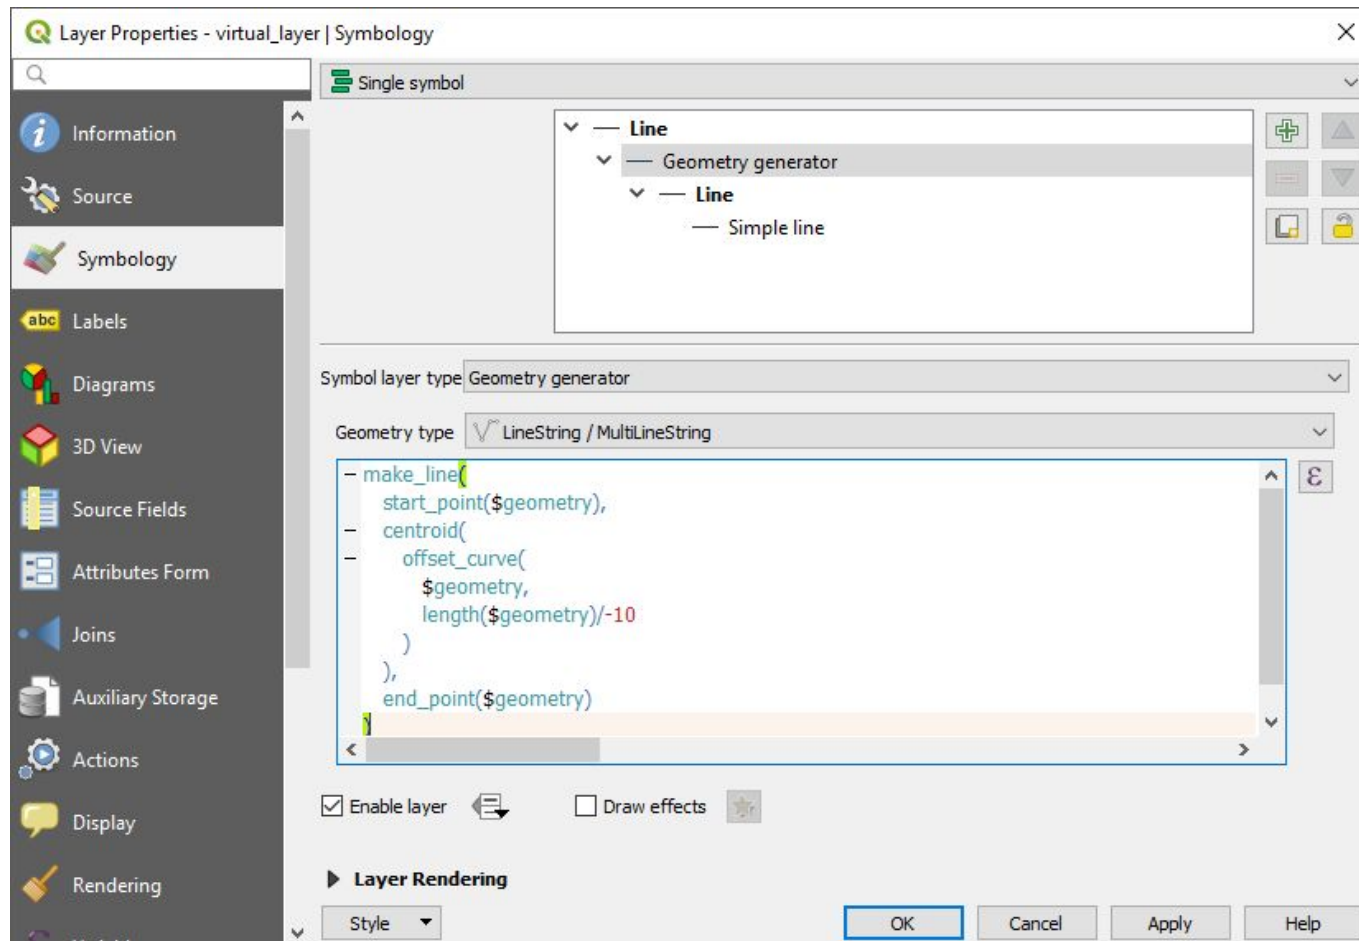 Layer Properties - virtual_layer | Symbology
Single symbol
Information
Source
Symbology
abc Labels
Diagrams
3D View
Source Fields
Attributes Form
Joins
Auxiliary Storage
Actions
Display
Rendering
Line
Geometry generator
Line
Simple line
Symbol layer type Geometry generator
Geometry type LineString / MultiLineString
make_line(
start_point($geometry),
centroid(
offset_curve(
$geometry,
length($geometry)/-10
)
),
end_point($geometry)
)
ε
Enable layer
Draw effects
Layer Rendering
Style
OK
Cancel
Apply
Help